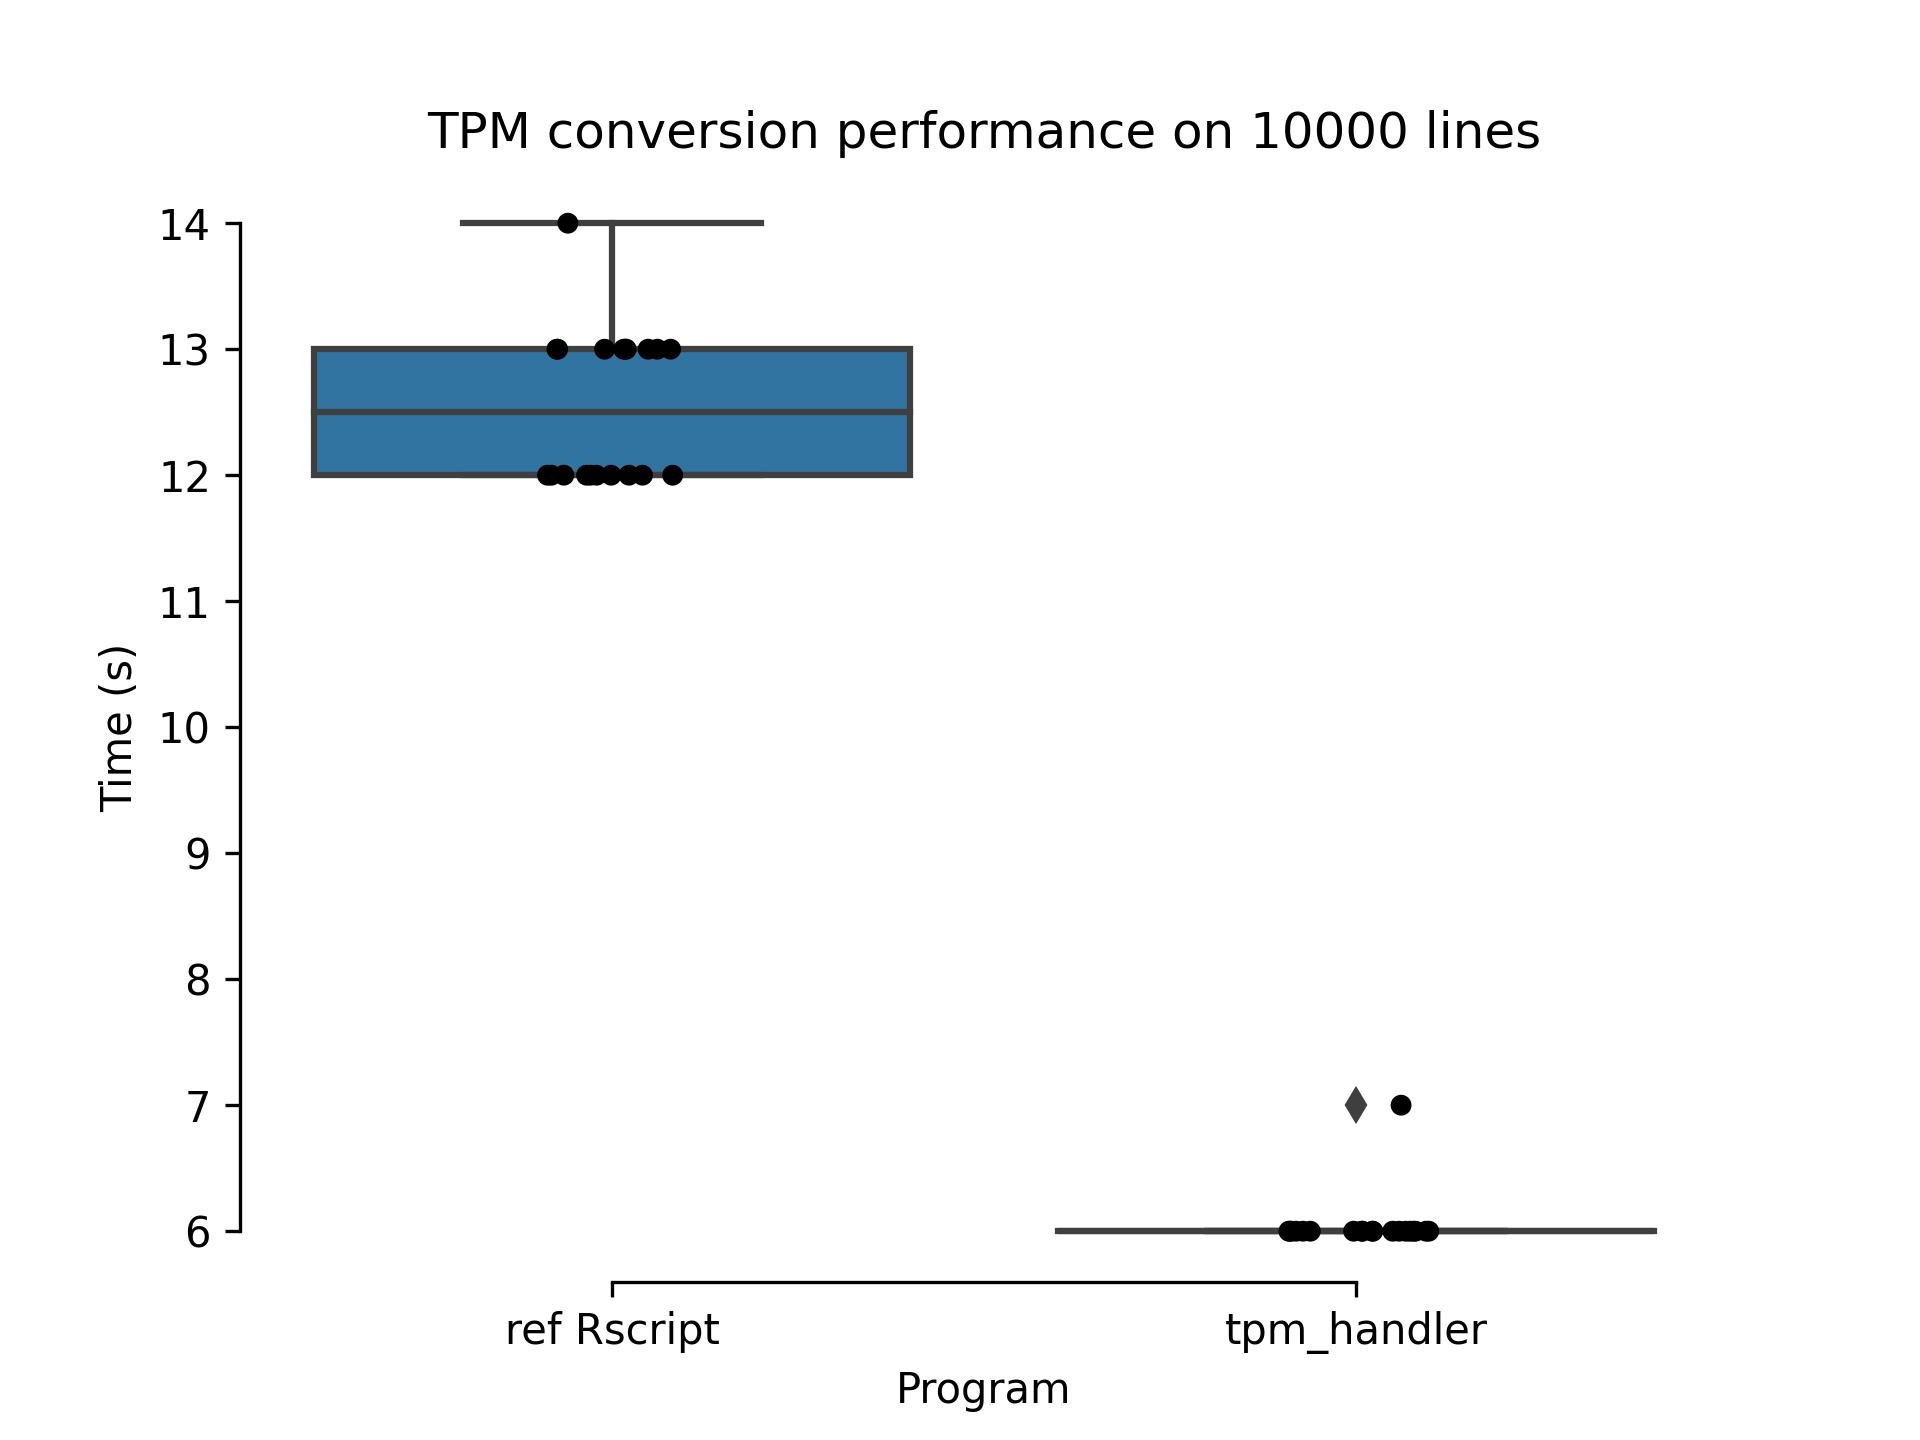 TPM conversion performance on 10000 lines
14
13
12
11
10
9
8
7
6
Time (s)
ref Rscript
tpm_handler
Program